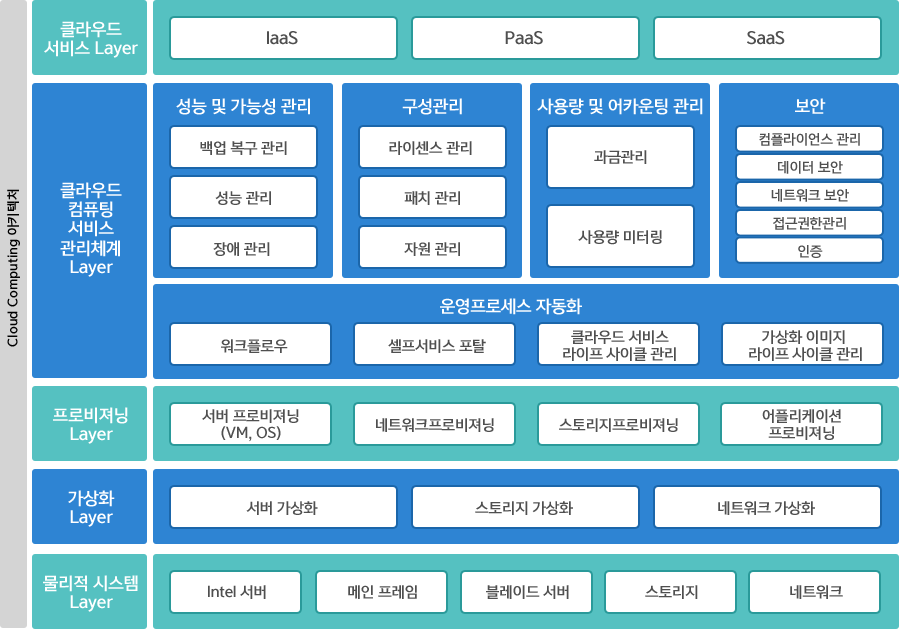 Cloud Computing 아키텍처
클라우드
서비스 Layer
IaaS
PaaS
SaaS
클라우드
컴퓨팅
서비스
관리체계
Layer
성능 및 가능성 관리
백업 복구 관리
성능 관리
장애 관리
구성관리
라이센스 관리
패치 관리
자원 관리
사용량 및 어카운팅 관리
과금관리
사용량 미터링
보안
컴플라이언스 관리
데이터 보안
네트워크 보안
접근권한관리
인증
운영프로세스 자동화
워크플로우
셀프서비스 포탈
클라우드 서비스
라이프 사이클 관리
가상화 이미지
라이프 사이클 관리
프로비져닝
Layer
서버 프로비져닝
(VM, OS)
네트워크프로비져닝
스토리지프로비져닝
어플리케이션
프로비져닝
가상화
Layer
서버 가상화
스토리지 가상화
네트워크 가상화
물리적 시스템
Layer
Intel 서버
메인 프레임
블레이드 서버
스토리지
네트워크